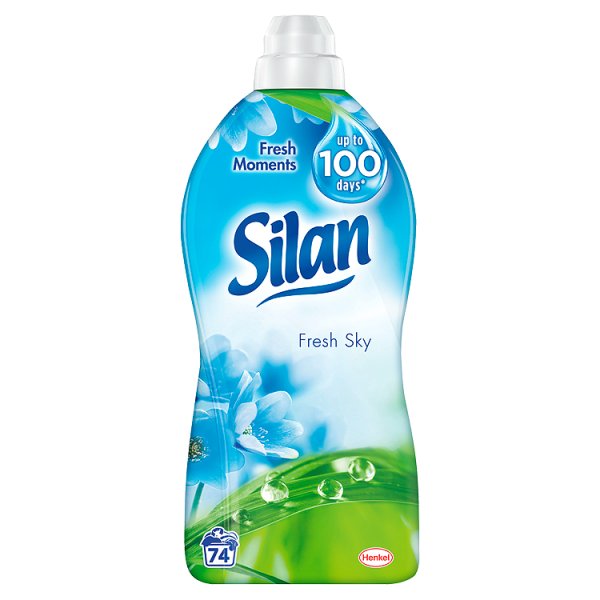 Fresh
Moments
up to
100
days*
Silan
Fresh Sky
74
Henkel